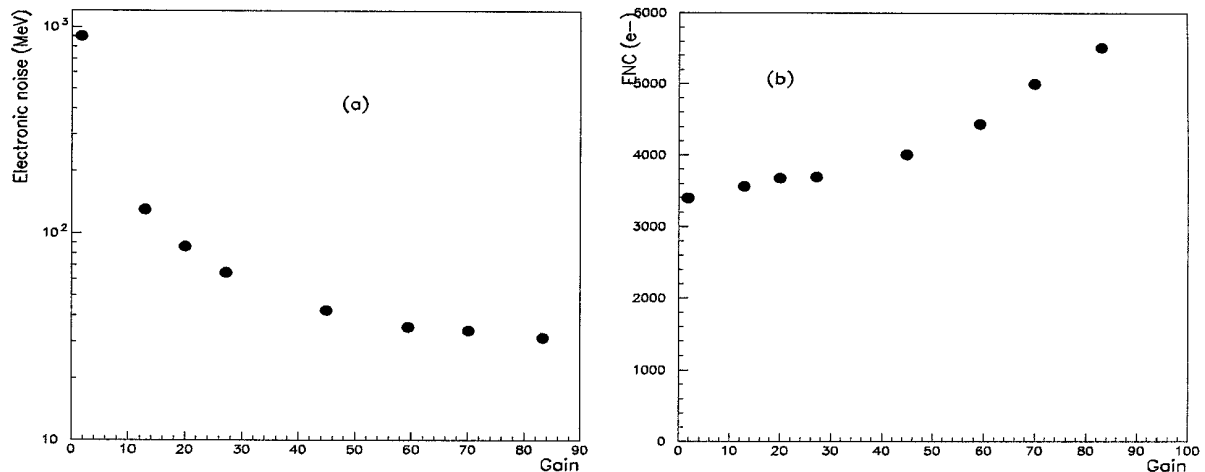 Electronic noise (MeV)
10³
10²
10
(a)
0 10 20 30 40 50 60 70 80 90
Gain
ENC (e−)
6000
5000
4000
3000
2000
1000
0
(b)
0 10 20 30 40 50 60 70 80 90 100
Gain